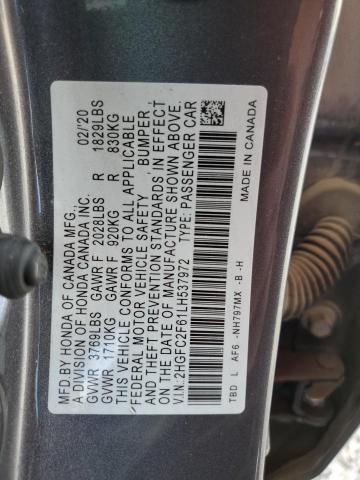 MFD. BY HONDA OF CANADA MFG. 02/20
A DIVISION OF HONDA CANADA INC.
GVWR 3769LBS GAWR F 2028LBS R 1829LBS
GVWR 1710KG GAWR F 920KG R 830KG
THIS VEHICLE CONFORMS TO ALL APPLICABLE
FEDERAL MOTOR VEHICLE SAFETY, BUMPER,
AND THEFT PREVENTION STANDARDS IN EFFECT
ON THE DATE OF MANUFACTURE SHOWN ABOVE.
V.I.N:2HGFC2F61LH537972 TYPE: PASSENGER CAR
TBD L AF6 -NH797MX -B -H
MADE IN CANADA